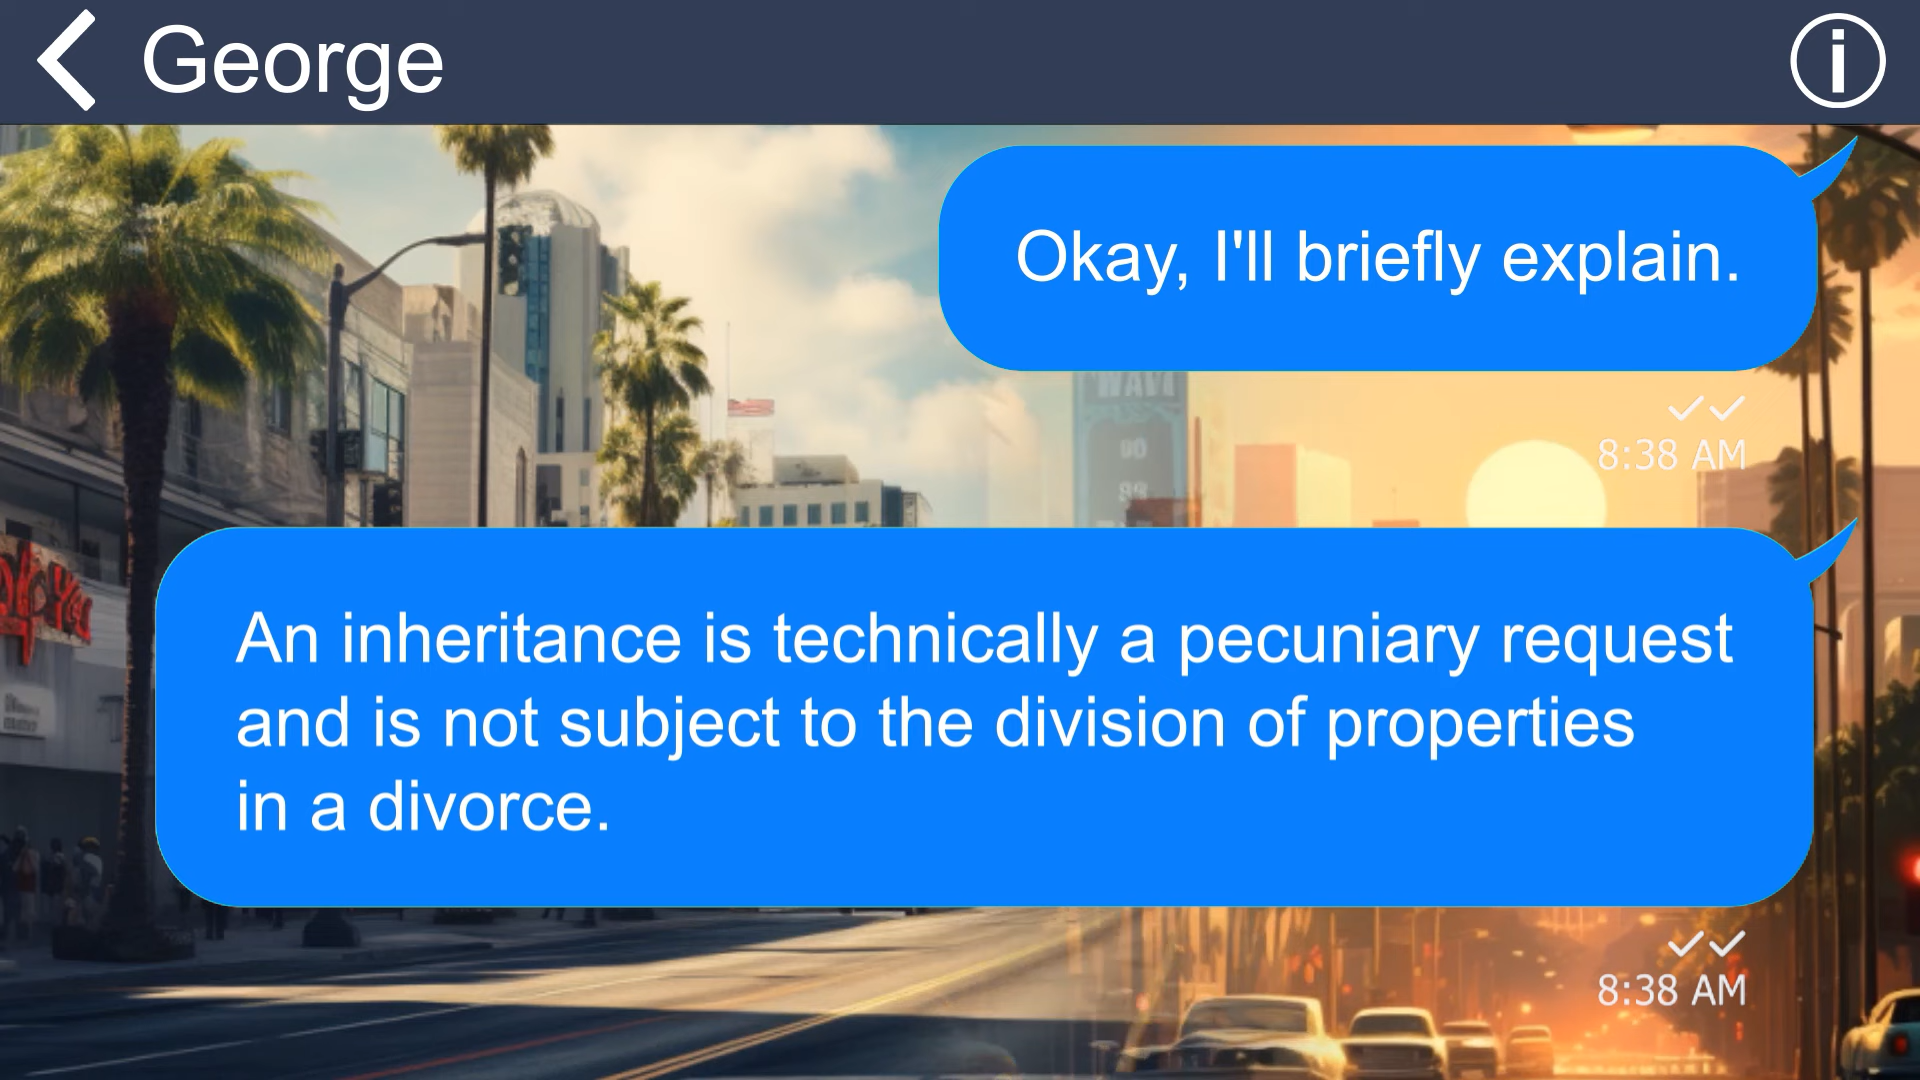 George
Okay, I'll briefly explain.
8:38 AM
An inheritance is technically a pecuniary request
and is not subject to the division of properties
in a divorce.
8:38 AM